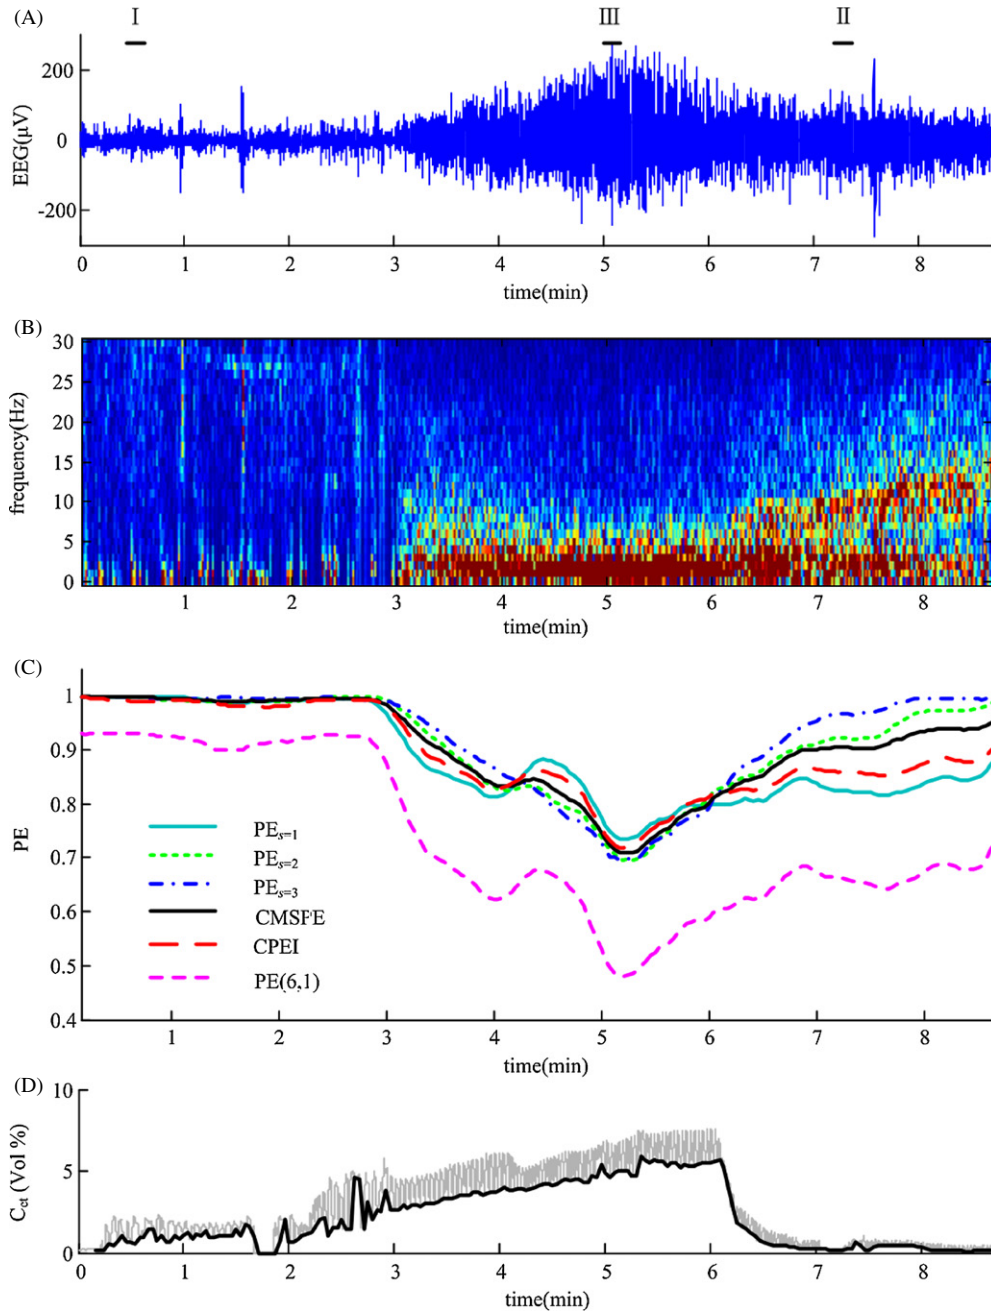 (A)
I III II
200
100
0
-200
EEG(μV)
0 1 2 3 4 5 6 7 8
time(min)
(B)
30
25
20
15
10
5
0
frequency(Hz)
1 2 3 4 5 6 7 8
time(min)
(C)
1
0.9
0.8
0.7
0.6
0.5
0.4
PE
PEs=1
PEs=2
PEs=3
CMSPE
CPEI
PE(6,1)
1 2 3 4 5 6 7 8
time(min)
(D)
10
5
0
Cet (Vol %)
0 1 2 3 4 5 6 7 8
time(min)